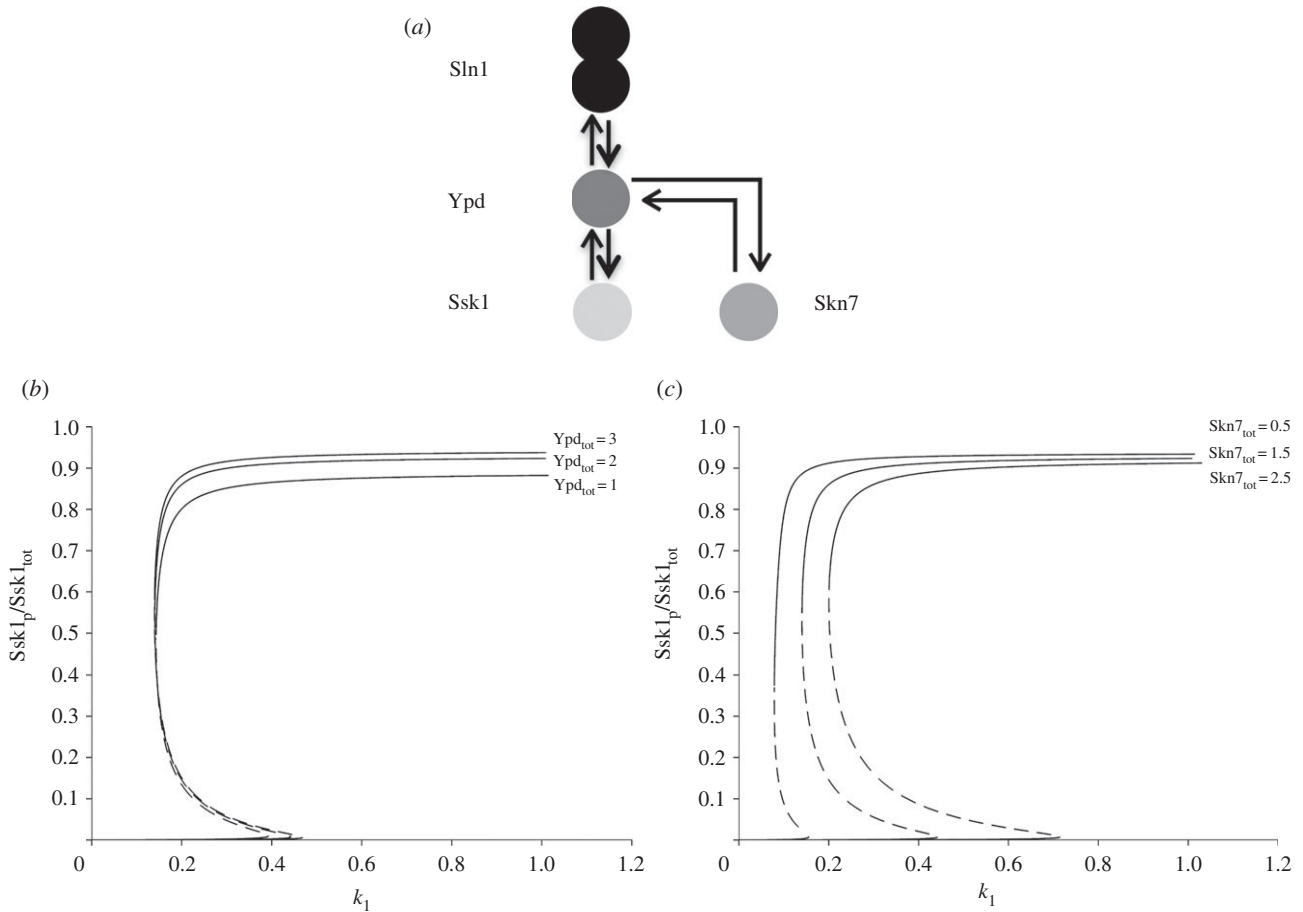 (a)
Sln1
Ypd
Ssk1
Skn7
(b)
1.0
0.9
0.8
0.7
0.6
0.5
0.4
0.3
0.2
0.1
0
0.2
0.4
0.6
0.8
1.0
1.2
Ssk1p/Ssk1tot
k1
Ypdtot = 3
Ypdtot = 2
Ypdtot = 1
(c)
1.0
0.9
0.8
0.7
0.6
0.5
0.4
0.3
0.2
0.1
0
0.2
0.4
0.6
0.8
1.0
1.2
Ssk1p/Ssk1tot
k1
Skn7tot = 0.5
Skn7tot = 1.5
Skn7tot = 2.5